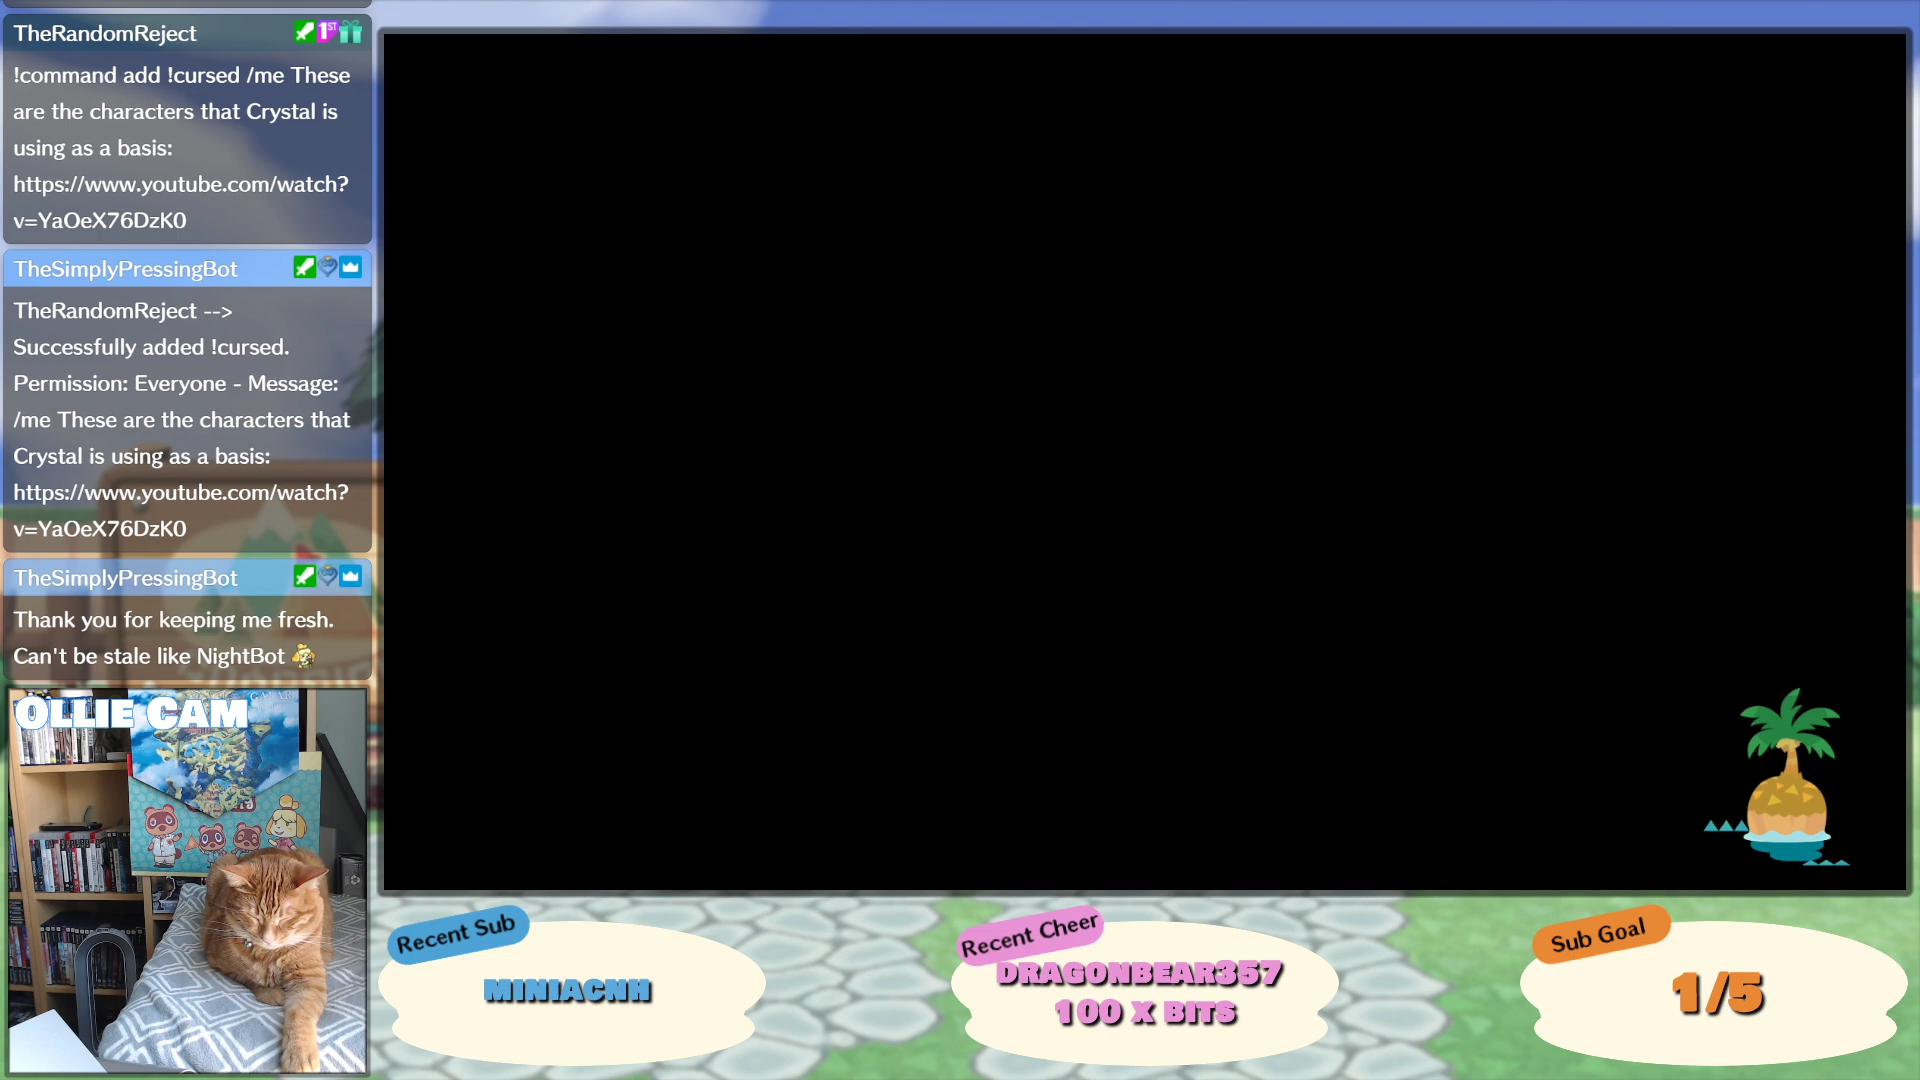 TheRandomReject
!command add !cursed /me These
are the characters that Crystal is
using as a basis:
https://www.youtube.com/watch?
v=YaOeX76DzK0
TheSimplyPressingBot
TheRandomReject -->
Successfully added !cursed.
Permission: Everyone - Message:
/me These are the characters that
Crystal is using as a basis:
https://www.youtube.com/watch?
v=YaOeX76DzK0
TheSimplyPressingBot
Thank you for keeping me fresh.
Can't be stale like NightBot
Ollie Cam
Recent Sub
MINIACNH
Recent Cheer
DRAGONBEAR357
100 X BITS
Sub Goal
1/5